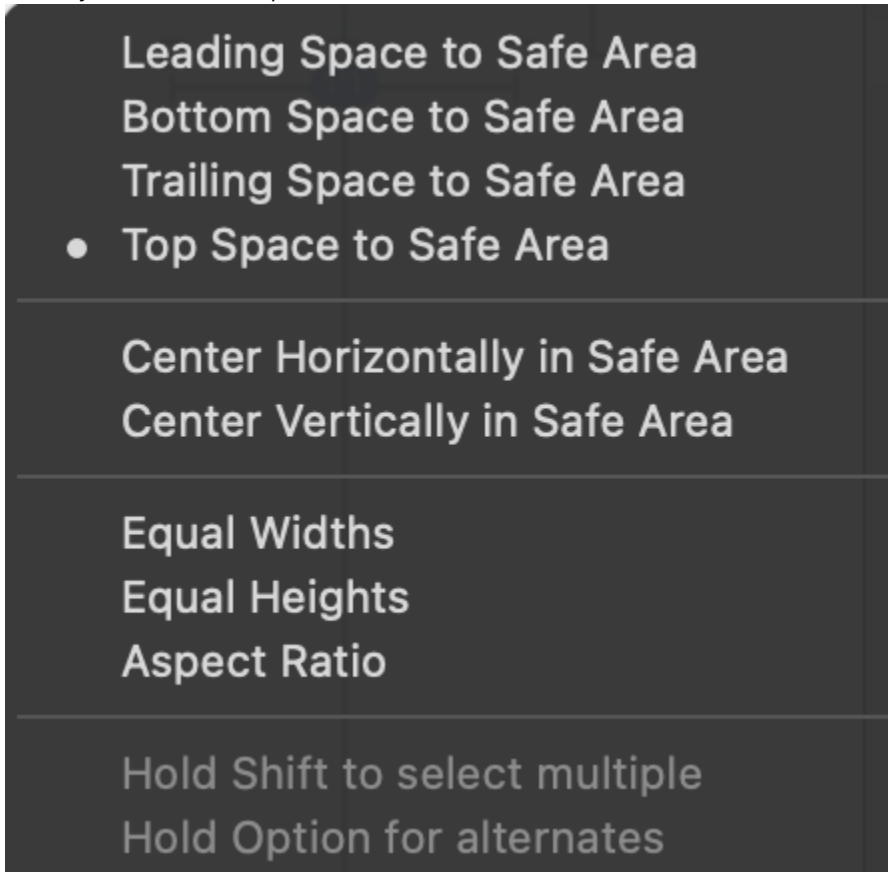 Leading Space to Safe Area
Bottom Space to Safe Area
Trailing Space to Safe Area
● Top Space to Safe Area
Center Horizontally in Safe Area
Center Vertically in Safe Area
Equal Widths
Equal Heights
Aspect Ratio
Hold Shift to select multiple
Hold Option for alternates